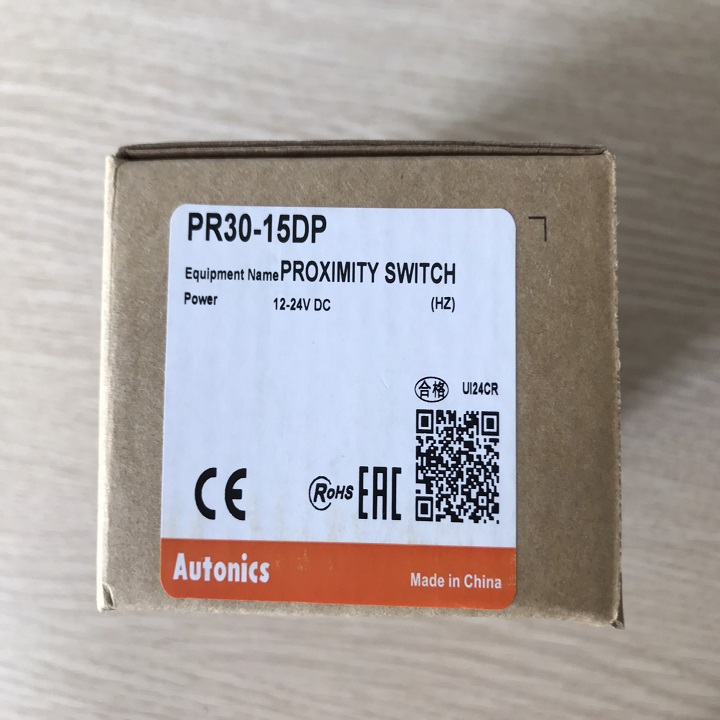 PR30-15DP
Equipment Name PROXIMITY SWITCH
Power 12-24V DC (HZ)
合格 UI24CR
CE RoHS EAC
Autonics
Made in China